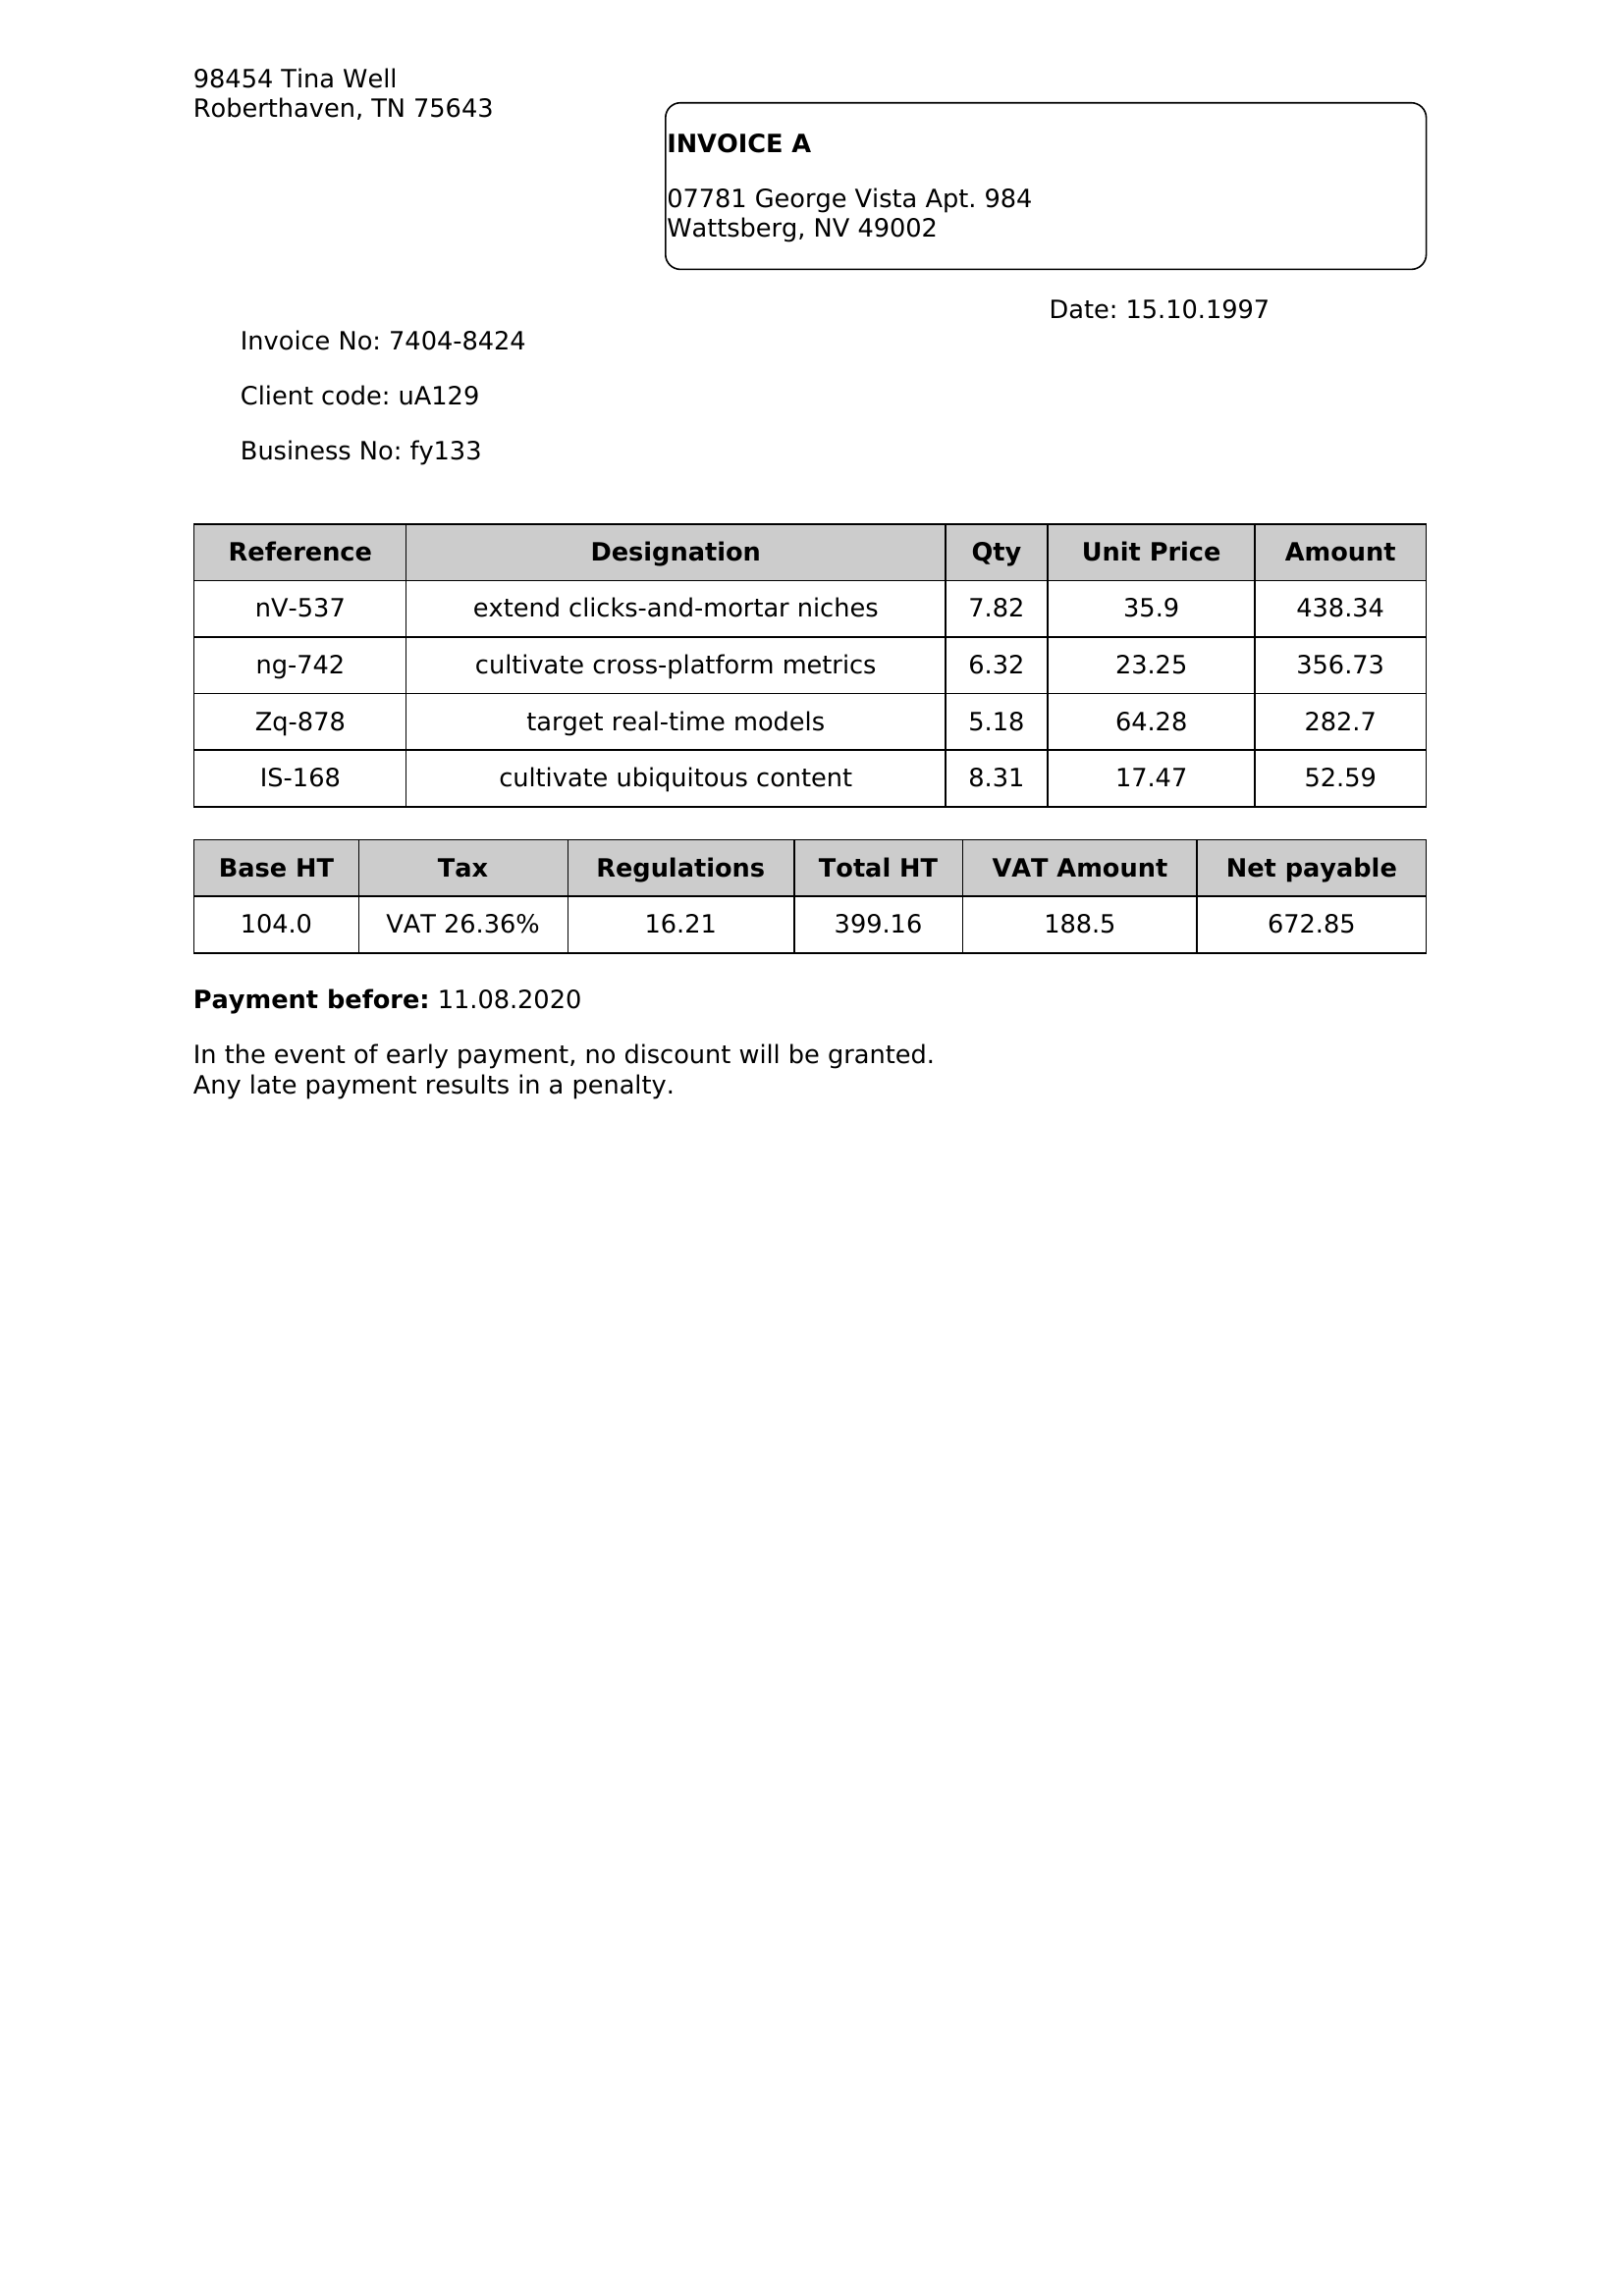 98454 Tina Well
Roberthaven, TN 75643
INVOICE A
07781 George Vista Apt. 984
Wattsberg, NV 49002
Date: 15.10.1997
Invoice No: 7404-8424
Client code: uA129
Business No: fy133
Reference Designation Qty Unit Price Amount
nV-537 extend clicks-and-mortar niches 7.82 35.9 438.34
ng-742 cultivate cross-platform metrics 6.32 23.25 356.73
Zq-878 target real-time models 5.18 64.28 282.7
IS-168 cultivate ubiquitous content 8.31 17.47 52.59
Base HT Tax Regulations Total HT VAT Amount Net payable
104.0 VAT 26.36% 16.21 399.16 188.5 672.85
Payment before: 11.08.2020
In the event of early payment, no discount will be granted.
Any late payment results in a penalty.